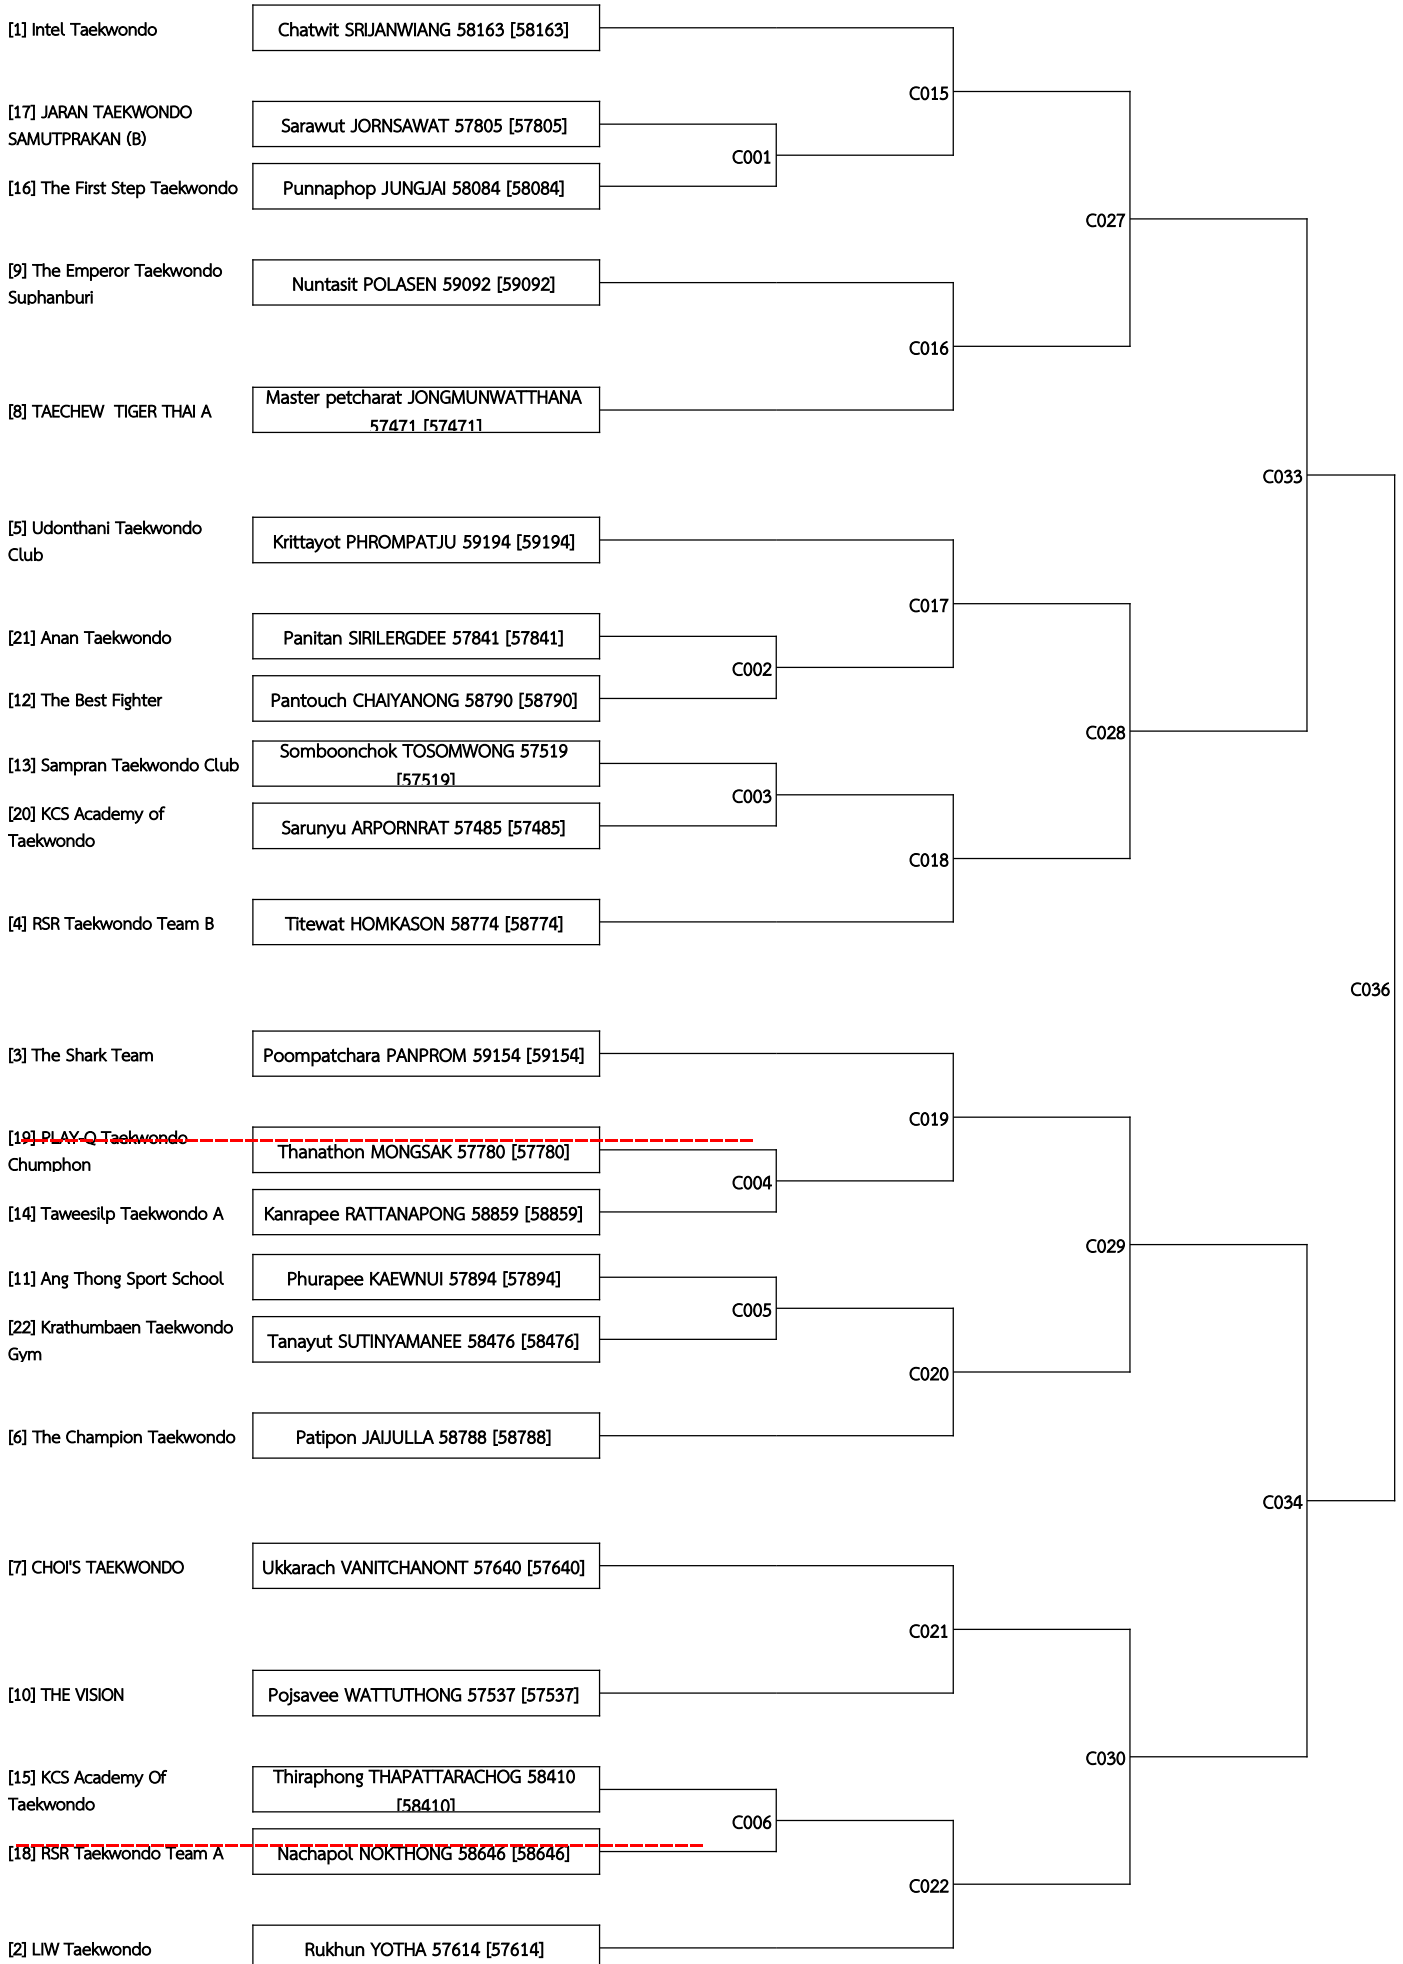 [1] Intel Taekwondo
Chatwit SRIJANWIANG 58163 [58163]
C015
[17] JARAN TAEKWONDO
SAMUTPRAKAN (B)
Sarawut JORNSAWAT 57805 [57805]
C001
[16] The First Step Taekwondo
Punnaphop JUNGJAI 58084 [58084]
C027
[9] The Emperor Taekwondo
Suphanburi
Nuntasit POLASEN 59092 [59092]
C016
[8] TAECHEW  TIGER THAI A
Master petcharat JONGMUNWATTHANA
57471 [57471]
C033
[5] Udonthani Taekwondo
Club
Krittayot PHROMPATJU 59194 [59194]
C017
[21] Anan Taekwondo
Panitan SIRILERGDEE 57841 [57841]
C002
[12] The Best Fighter
Pantouch CHAIYANONG 58790 [58790]
C028
[13] Sampran Taekwondo Club
Somboonchok TOSOMWONG 57519
[57519]
C003
[20] KCS Academy of
Taekwondo
Sarunyu ARPORNRAT 57485 [57485]
C018
[4] RSR Taekwondo Team B
Titewat HOMKASON 58774 [58774]
C036
[3] The Shark Team
Poompatchara PANPROM 59154 [59154]
C019
[19] PLAY-Q Taekwondo
Chumphon
Thanathon MONGSAK 57780 [57780]
C004
[14] Taweesilp Taekwondo A
Kanrapee RATTANAPONG 58859 [58859]
C029
[11] Ang Thong Sport School
Phurapee KAEWNUI 57894 [57894]
C005
[22] Krathumbaen Taekwondo
Gym
Tanayut SUTINYAMANEE 58476 [58476]
C020
[6] The Champion Taekwondo
Patipon JAIJULLA 58788 [58788]
C034
[7] CHOI'S TAEKWONDO
Ukkarach VANITCHANONT 57640 [57640]
C021
[10] THE VISION
Pojsavee WATTUTHONG 57537 [57537]
C030
[15] KCS Academy Of
Taekwondo
Thiraphong THAPATTARACHOG 58410
[58410]
C006
[18] RSR Taekwondo Team A
Nachapol NOKTHONG 58646 [58646]
C022
[2] LIW Taekwondo
Rukhun YOTHA 57614 [57614]